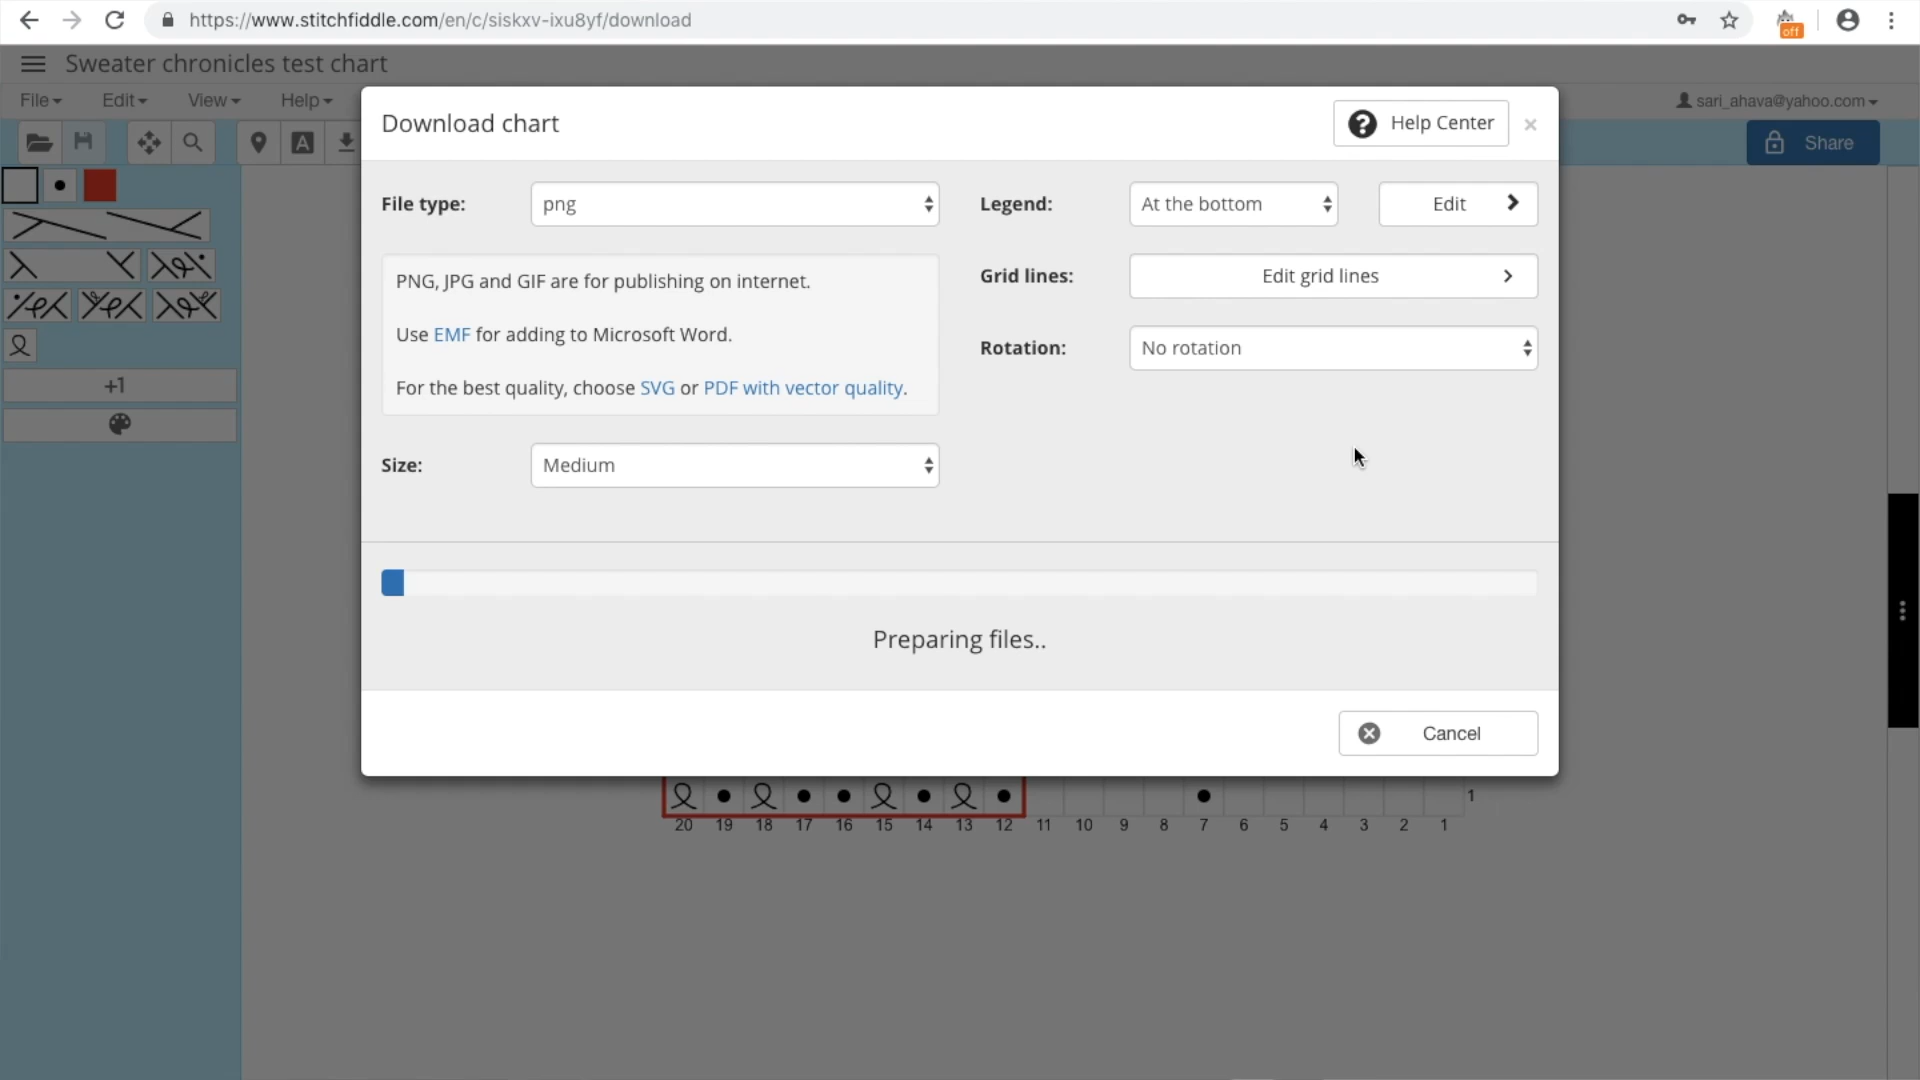 https://www.stitchfiddle.com/en/c/siskxv-ixu8yf/download
off
Sweater chronicles test chart
File Edit View Help
sari_ahava@yahoo.com
Download chart
Help Center
×
A
Share
File type: png
Legend: At the bottom
Edit
PNG, JPG and GIF are for publishing on internet.
Grid lines: Edit grid lines
Use EMF for adding to Microsoft Word.
Rotation: No rotation
For the best quality, choose SVG or PDF with vector quality.
+1
Size: Medium
Preparing files..
Cancel
1
20 19 18 17 16 15 14 13 12 11 10 9 8 7 6 5 4 3 2 1